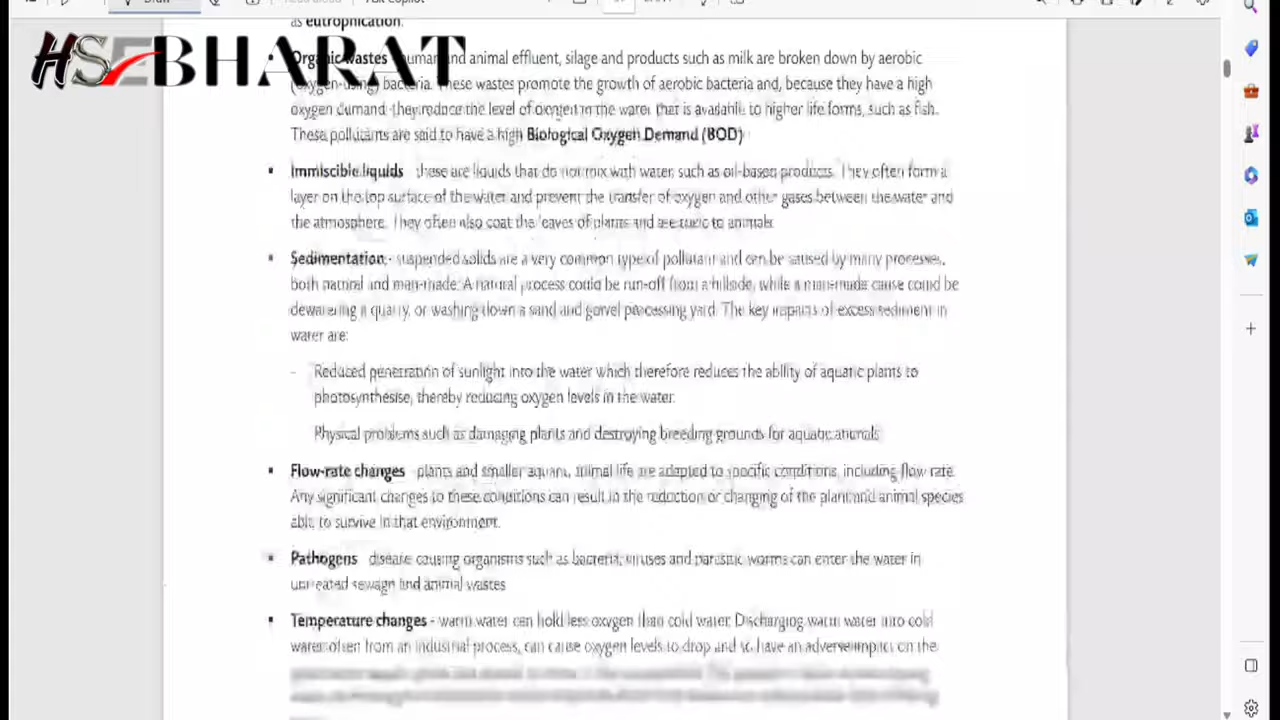 as eutrophication.
HSEBHARAT
Organic wastes human and animal effluent, silage and products such as milk are broken down by aerobic
(oxygen-using) bacteria. These wastes promote the growth of aerobic bacteria and, because they have a high
oxygen demand they reduce the level of oxygen in the water that is available to higher life forms, such as fish.
These pollutants are said to have a high Biological Oxygen Demand (BOD)
Immiscible liquids these are liquids that do not mix with water, such as oil-based products. They often form a
layer on the top surface of the water and prevent the transfer of oxygen and other gases between the water and
the atmosphere. They often also coat the leaves of plants and are toxic to animals
Sedimentation - suspended solids are a very common type of pollutant and can be caused by many processes,
both natural and man-made. A natural process could be run-off from a hillside, while a man-made cause could be
dewatering a quarry, or washing down a sand and gravel processing yard. The key impacts of excess sediment in
water are:
- Reduced penetration of sunlight into the water which therefore reduces the ability of aquatic plants to
photosynthesise, thereby reducing oxygen levels in the water.
Physical problems such as damaging plants and destroying breeding grounds for aquatic animals
Flow-rate changes plants and smaller aquatic animal life are adapted to specific conditions, including flow rate
Any significant changes to these conditions can result in the reduction or changing of the plant and animal species
able to survive in that environment.
Pathogens disease causing organisms such as bacteria, viruses and parasitic worms can enter the water in
untreated sewage and animal wastes
Temperature changes - warm water can hold less oxygen than cold water. Discharging warm water into cold
water often from an industrial process, can cause oxygen levels to drop and so have an adverse impact on the